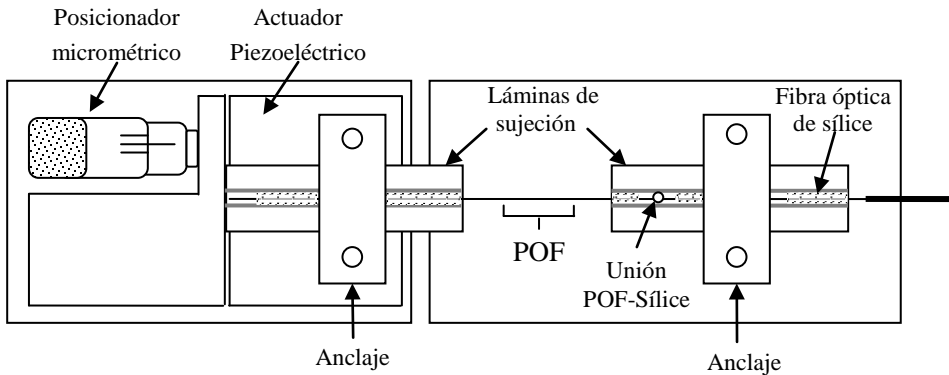 Posicionador
micrométrico
Actuador
Piezoeléctrico
Láminas de
sujeción
Fibra óptica
de sílice
POF
Unión
POF-Sílice
Anclaje
Anclaje